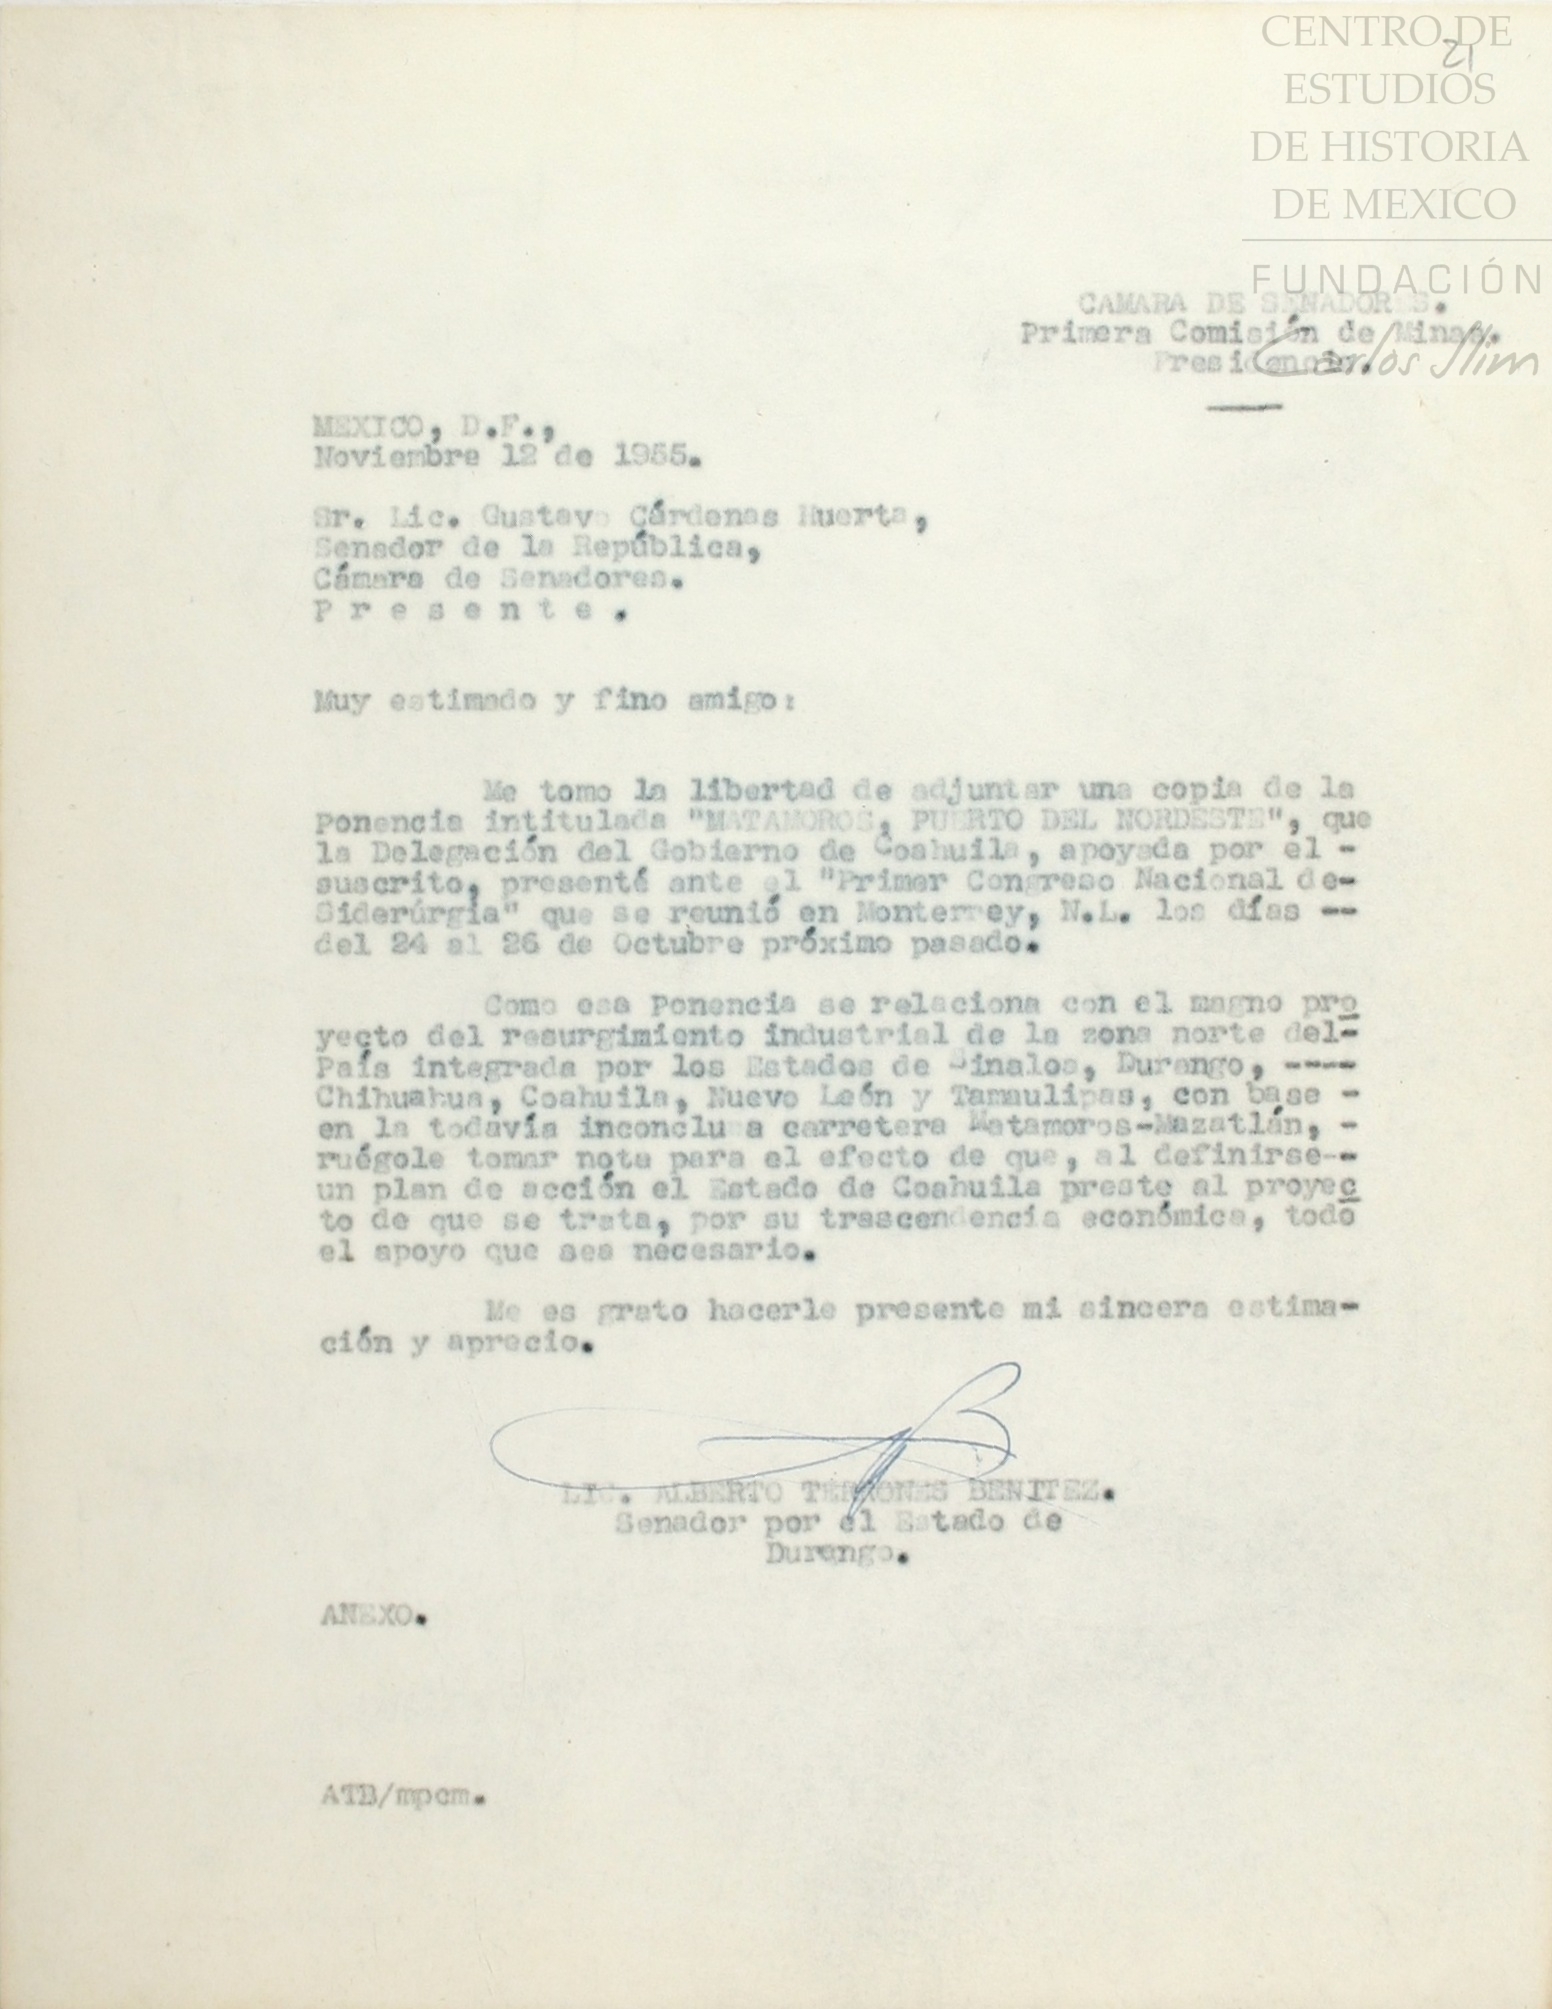 CENTRO DE
21
ESTUDIOS
DE HISTORIA
DE MEXICO
FUNDACIÓN
Carlos Slim
CAMARA DE SENADORES.
Primera Comisión de Minas.
Presidencia.
MEXICO, D.F.,
Noviembre 12 de 1955.
Sr. Lic. Gustavo Cárdenas Huerta,
Senador de la República,
Cámara de Senadores.
P r e s e n t e .
Muy estimado y fino amigo:
Me tomo la libertad de adjuntar una copia de la
Ponencia intitulada "MATAMOROS, PUERTO DEL NORDESTE", que
la Delegación del Gobierno de Coahuila, apoyada por el -
suscrito, presenté ante el "Primer Congreso Nacional de-
Siderúrgia" que se reunió en Monterrey, N.L. los días --
del 24 al 26 de Octubre próximo pasado.
Como esa Ponencia se relaciona con el magno pro
yecto del resurgimiento industrial de la zona norte del-
País integrada por los Estados de Sinaloa, Durango, ----
Chihuahua, Coahuila, Nuevo León y Tamaulipas, con base -
en la todavía inconclusa carretera Matamoros-Mazatlán, -
ruégole tomar nota para el efecto de que, al definirse--
un plan de acción el Estado de Coahuila preste al proyec
to de que se trata, por su trascendencia económica, todo
el apoyo que sea necesario.
Me es grato hacerle presente mi sincera estima-
ción y aprecio.
LIC. ALBERTO TERRONES BENITEZ.
Senador por el Estado de
Durango.
ANEXO.
ATB/mpcm.